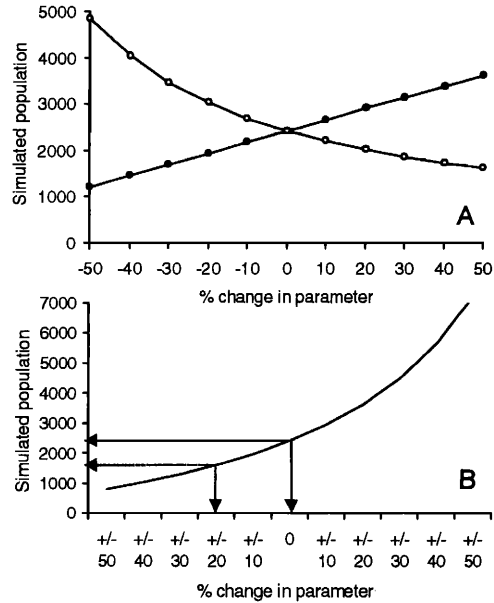 5000
4000
3000
2000
1000
0
Simulated population
A
-50 -40 -30 -20 -10 0 10 20 30 40 50
% change in parameter
7000
6000
5000
4000
3000
2000
1000
0
Simulated population
B
+/- +/- +/- +/- +/- 0 +/- +/- +/- +/- +/-
50 40 30 20 10 10 20 30 40 50
% change in parameter